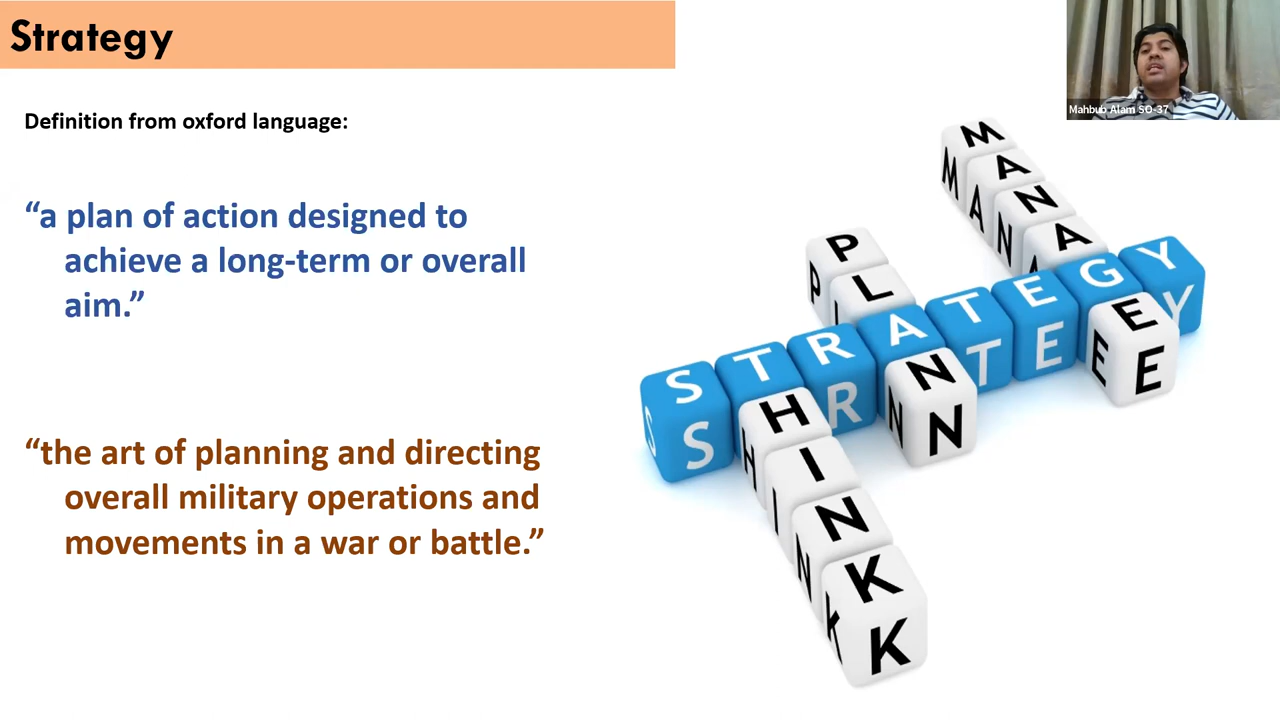 Strategy
Mahbub Alam SO-37
Definition from oxford language:
“a plan of action designed to
achieve a long-term or overall
aim.”
“the art of planning and directing
overall military operations and
movements in a war or battle.”
MANAGE
PLAN
STRATEGY
THINK